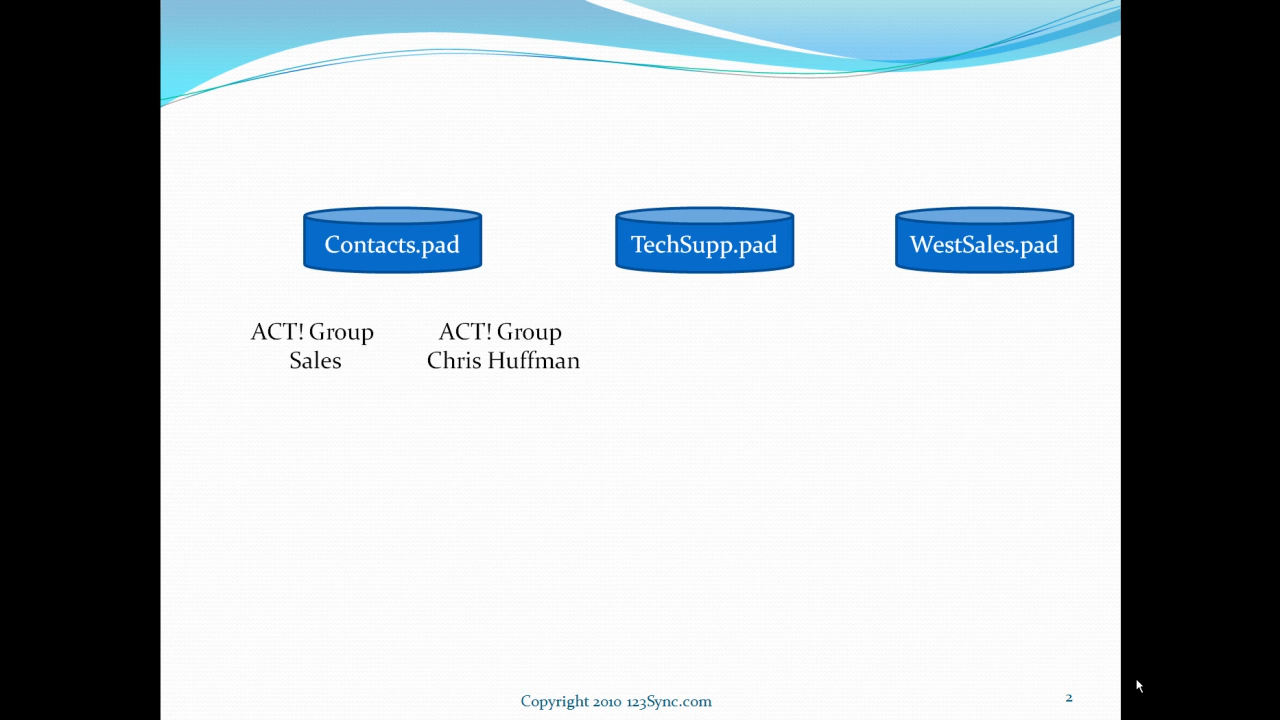 Contacts.pad
TechSupp.pad
WestSales.pad
ACT! Group
Sales
ACT! Group
Chris Huffman
Copyright 2010 123Sync.com
2